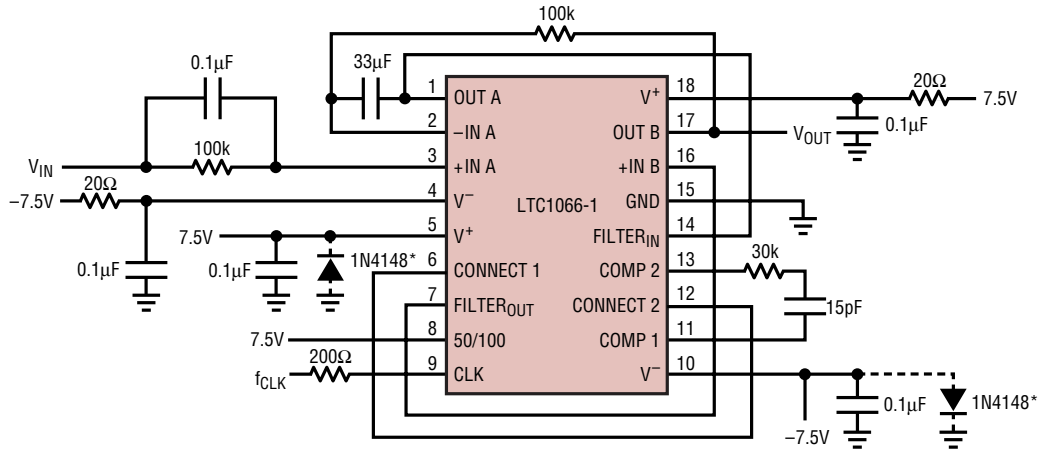 100k
0.1μF
33μF
100k
VIN
20Ω
–7.5V
0.1μF
7.5V
0.1μF
1N4148*
7.5V
200Ω
fCLK
1 OUT A
2 –IN A
3 +IN A
4 V–
5 V+
6 CONNECT 1
7 FILTEROUT
8 50/100
9 CLK
LTC1066-1
V+ 18
OUT B 17
+IN B 16
GND 15
FILTERIN 14
COMP 2 13
CONNECT 2 12
COMP 1 11
V– 10
20Ω
7.5V
0.1μF
VOUT
30k
15pF
0.1μF
1N4148*
–7.5V